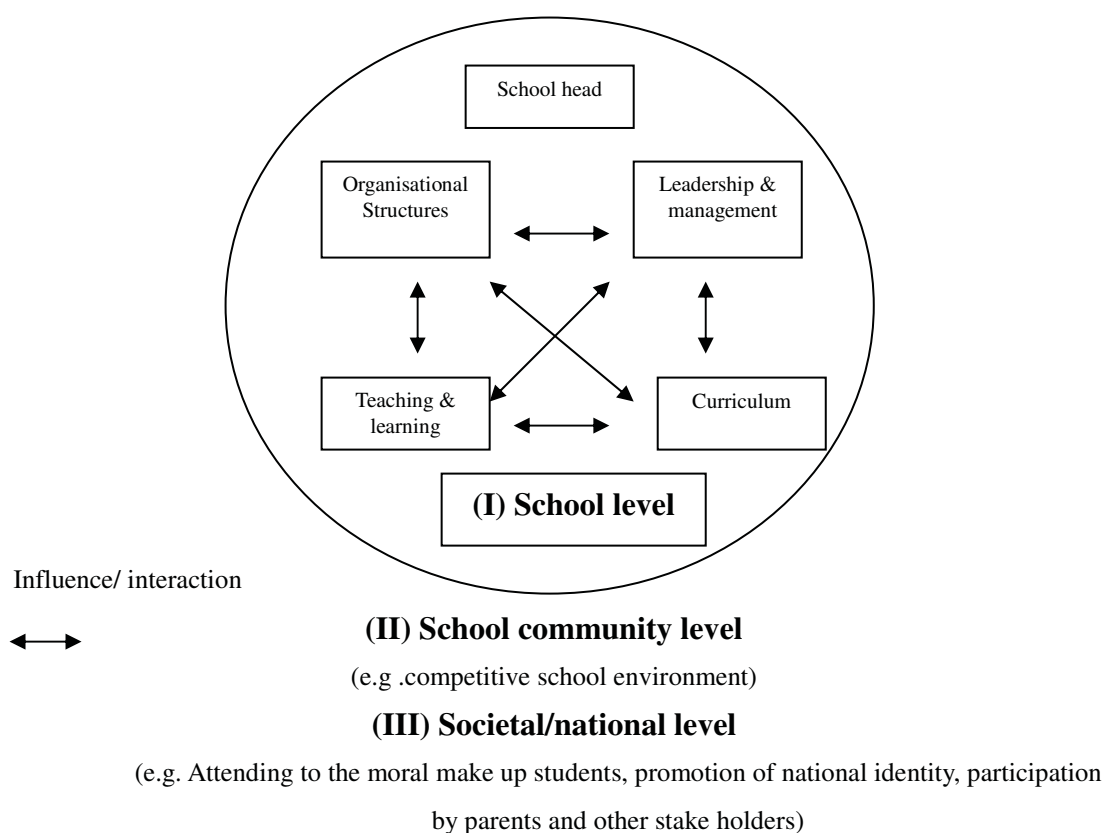 School head
Organisational
Structures
Leadership &
management
Teaching &
learning
Curriculum
(I) School level
Influence/ interaction
(II) School community level
(e.g .competitive school environment)
(III) Societal/national level
(e.g. Attending to the moral make up students, promotion of national identity, participation
by parents and other stake holders)